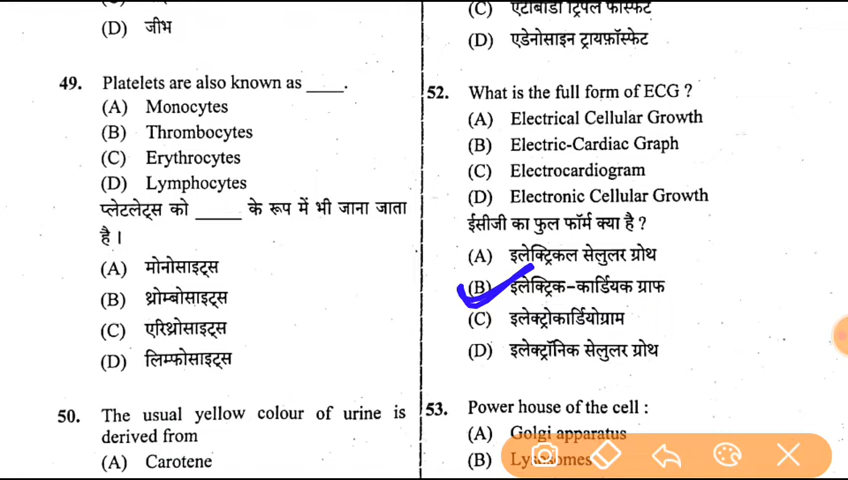 (D) जीभ
49. Platelets are also known as ____.
(A) Monocytes
(B) Thrombocytes
(C) Erythrocytes
(D) Lymphocytes
प्लेटलेट्स को _____ के रूप में भी जाना जाता
है।
(A) मोनोसाइट्स
(B) थ्रोम्बोसाइट्स
(C) एरिथ्रोसाइट्स
(D) लिम्फोसाइट्स
50. The usual yellow colour of urine is
derived from
(A) Carotene
(C) एटीबॉडी ट्रिपल फॉस्फेट
(D) एडेनोसाइन ट्रायफ़ॉस्फेट
52. What is the full form of ECG ?
(A) Electrical Cellular Growth
(B) Electric-Cardiac Graph
(C) Electrocardiogram
(D) Electronic Cellular Growth
ईसीजी का फुल फॉर्म क्या है ?
(A) इलेक्ट्रिकल सेलुलर ग्रोथ
(B) इलेक्ट्रिक-कार्डियक ग्राफ
(C) इलेक्ट्रोकार्डियोग्राम
(D) इलेक्ट्रॉनिक सेलुलर ग्रोथ
53. Power house of the cell :
(A) Golgi apparatus
(B) Lysosomes